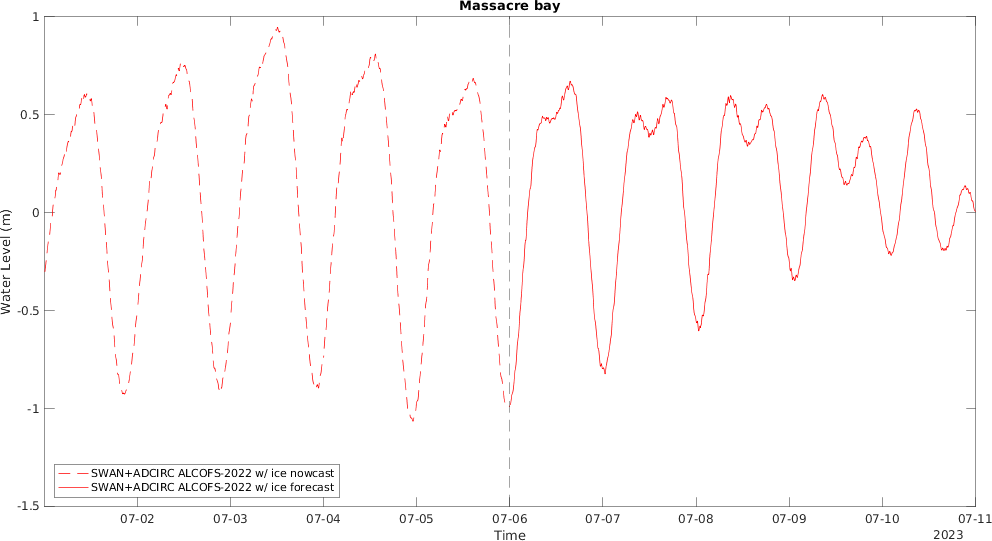 Massacre bay
1
0.5
0
-0.5
-1
-1.5
Water Level (m)
SWAN+ADCIRC ALCOFS-2022 w/ ice nowcast
SWAN+ADCIRC ALCOFS-2022 w/ ice forecast
07-02 07-03 07-04 07-05 07-06 07-07 07-08 07-09 07-10 07-11
Time
2023